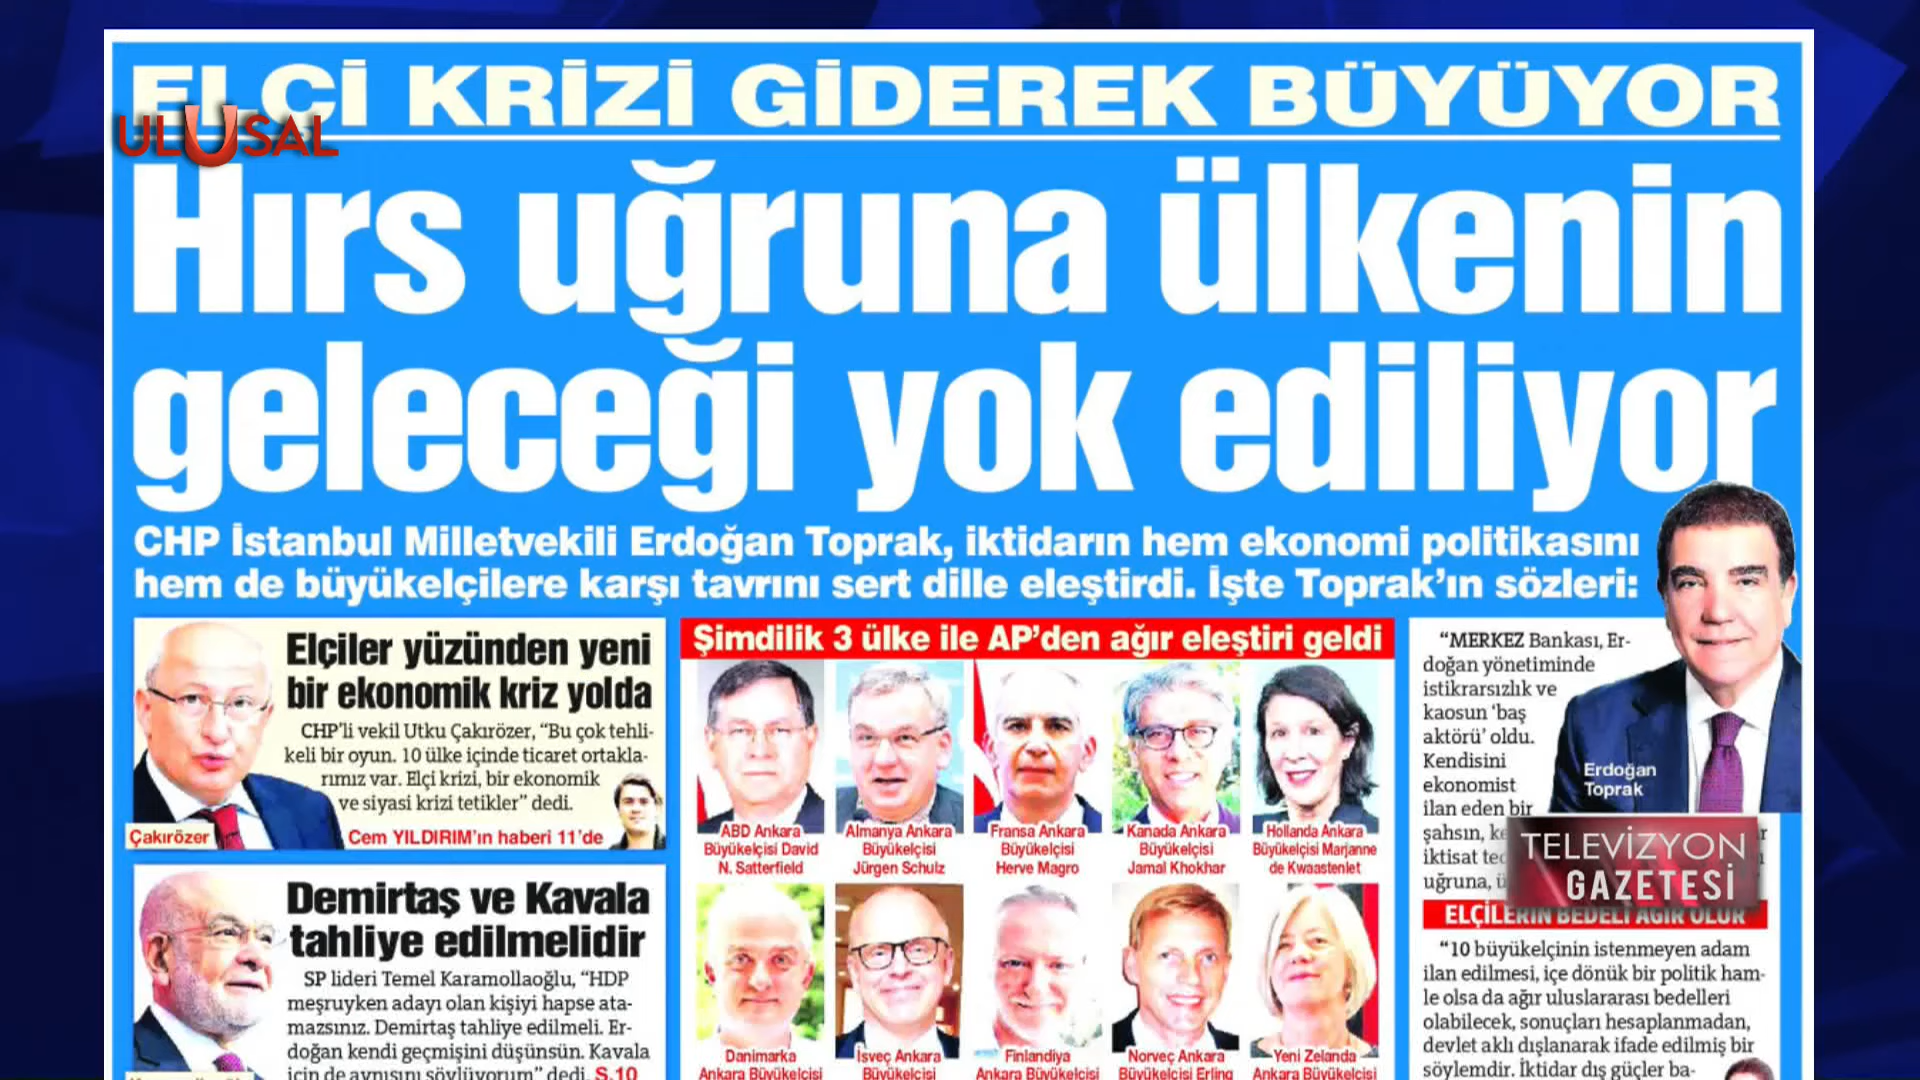 ELÇİ KRİZİ GİDEREK BÜYÜYOR
ULUSAL
Hırs uğruna ülkenin
geleceği yok ediliyor
CHP İstanbul Milletvekili Erdoğan Toprak, iktidarın hem ekonomi politikasını
hem de büyükelçilere karşı tavrını sert dille eleştirdi. İşte Toprak’ın sözleri:
Elçiler yüzünden yeni
bir ekonomik kriz yolda
CHP’li vekil Utku Çakırözer, “Bu çok tehli-
keli bir oyun. 10 ülke içinde ticaret ortakla-
rımız var. Elçi krizi, bir ekonomik
ve siyasi krizi tetikler” dedi.
Çakırözer
Cem YILDIRIM’ın haberi 11’de
Demirtaş ve Kavala
tahliye edilmelidir
SP lideri Temel Karamollaoğlu, “HDP
meşruyken adayı olan kişiyi hapse ata-
mazsınız. Demirtaş tahliye edilmeli. Er-
doğan kendi geçmişini düşünsün. Kavala
için de aynısını söylüyorum” dedi. S.10
Şimdilik 3 ülke ile AP’den ağır eleştiri geldi
ABD Ankara
Büyükelçisi David
N. Satterfield
Almanya Ankara
Büyükelçisi
Jürgen Schulz
Fransa Ankara
Büyükelçisi
Herve Magro
Kanada Ankara
Büyükelçisi
Jamal Khokhar
Hollanda Ankara
Büyükelçisi Marjanne
de Kwaastenlet
Danimarka
Ankara Büyükelçisi
İsveç Ankara
Büyükelçisi
Finlandiya
Ankara Büyükelçisi
Norveç Ankara
Büyükelçisi Erling
Yeni Zelanda
Ankara Büyükelçisi
“MERKEZ Bankası, Er-
doğan yönetiminde
istikrarsızlık ve
kaosun ‘baş
aktörü’ oldu.
Kendisini
ekonomist
ilan eden bir
şahsın,
iktisat
uğruna,
Erdoğan
Toprak
TELEVİZYON
GAZETESİ
ELÇİLERİN BEDELİ AĞIR OLUR
“10 büyükelçinin istenmeyen adam
ilan edilmesi, içe dönük bir politik ham-
le olsa da ağır uluslararası bedelleri
olabilecek, sonuçları hesaplanmadan,
devlet aklı dışlanarak ifade edilmiş bir
söylemdir. İktidar dış güçler ba-